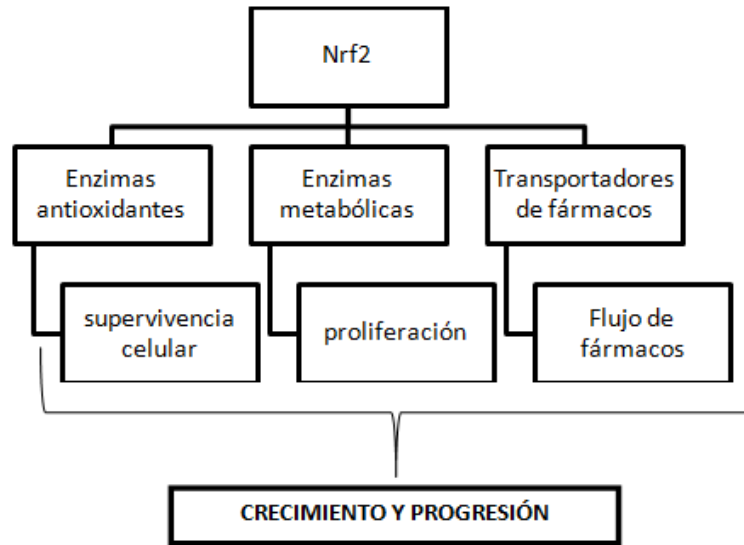 Nrf2
Enzimas
antioxidantes
Enzimas
metabólicas
Transportadores
de fármacos
supervivencia
celular
proliferación
Flujo de
fármacos
CRECIMIENTO Y PROGRESIÓN